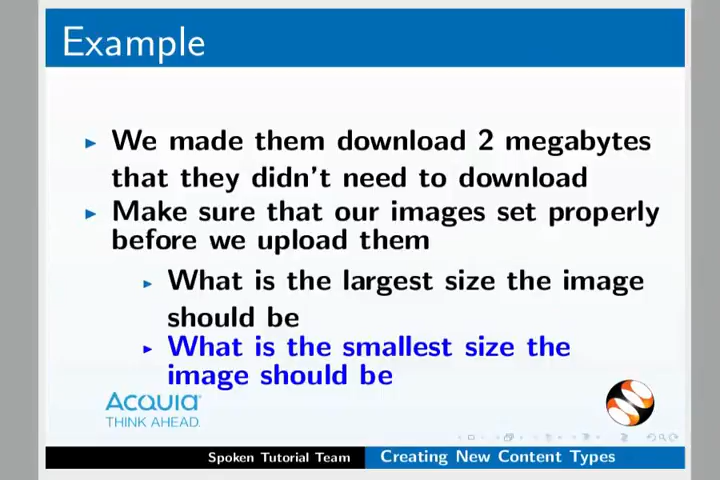 Example
We made them download 2 megabytes
that they didn't need to download
Make sure that our images set properly
before we upload them
What is the largest size the image
should be
What is the smallest size the
image should be
ACQUIA
THINK AHEAD.
Spoken Tutorial Team
Creating New Content Types